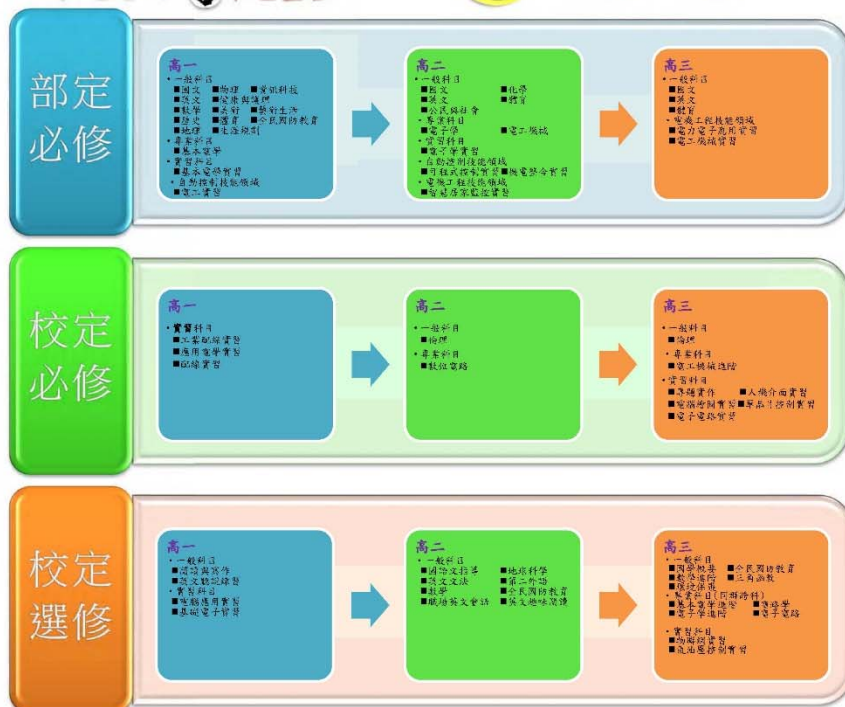 部定
必修
高一
・一般科目
■國文 ■物理 ■資訊科技
■英文 ■健康與護理
■數學 ■美術 ■藝術生活
■歷史 ■體育 ■全民國防教育
■地理 ■生涯規劃
・專業科目
■基本電學
・實習科目
■基本電學實習
・自動控制技能領域
■電工實習
高二
・一般科目
■國文 ■化學
■英文 ■體育
■公民與社會
・專業科目
■電子學 ■電工機械
・實習科目
■電子學實習
・自動控制技能領域
■可程式控制實習■機電整合實習
・電機工程技能領域
■智慧居家監控實習
高三
・一般科目
■國文
■英文
■體育
・電機工程技能領域
■電力電子應用實習
■電工機械實習
校定
必修
高一
・實習科目
■工業配線實習
■應用電學實習
■配線實習
高二
・一般科目
■倫理
・專業科目
■數位電路
高三
・一般科目
■倫理
・專業科目
■電工機械進階
・實習科目
■專題實作 ■人機介面實習
■電腦繪圖實習■單晶片控制實習
■電子電路實習
校定
選修
高一
・一般科目
■閱讀與寫作
■英文聽說練習
・實習科目
■電腦應用實習
■基礎電子實習
高二
・一般科目
■國語文指導 ■地球科學
■英文文法 ■第二外語
■數學 ■全民國防教育
■職場英文會話 ■英文趣味閱讀
高三
・一般科目
■國學概要 ■全民國防教育
■數學進階 ■三角函數
■環境保護
・專業科目(同群跨科)
■基本電學進階 ■電路學
■電子學進階 ■電子電路
・實習科目
■物聯網實習
■氣油壓控制實習